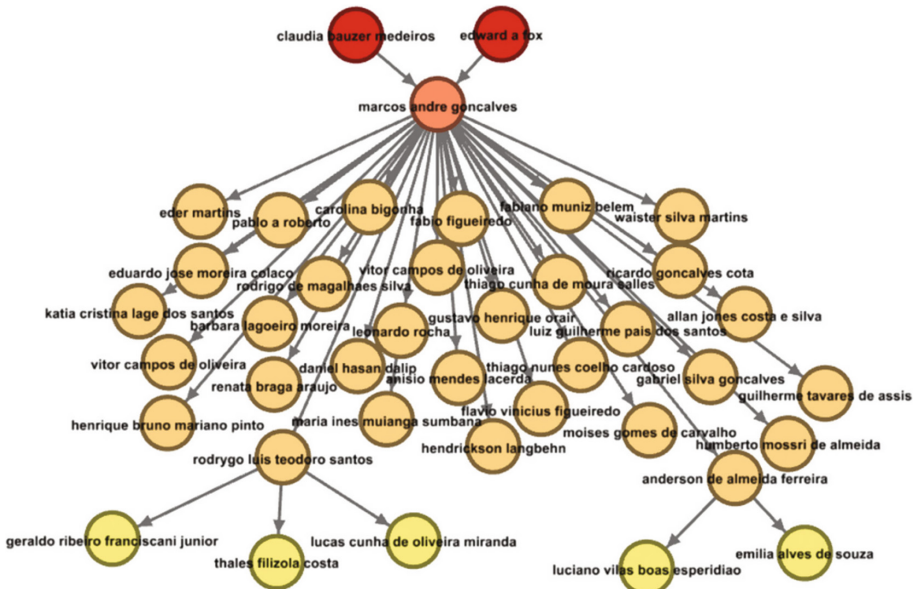 claudia bauzer medeiros
edward a fox
marcos andre goncalves
eder martins
pablo a roberto
carolina bigonha
fabio figueiredo
fabiano muniz belem
waister silva martins
eduardo jose moreira colaco
rodrigo de magalhaes silva
vitor campos de oliveira
thiago cunha de moura salles
ricardo goncalves cota
katia cristina lage dos santos
barbara lagoeiro moreira
leonardo rocha
gustavo henrique orair
luiz guilherme pais dos santos
allan jones costa e silva
vitor campos de oliveira
renata braga araujo
daniel hasan dalip
anisio mendes lacerda
thiago nunes coelho cardoso
gabriel silva goncalves
guilherme tavares de assis
henrique bruno mariano pinto
maria ines muianga sumbana
flavio vinicius figueiredo
hendrickson langbehn
moises gomes de carvalho
humberto mossri de almeida
rodrygo luis teodoro santos
anderson de almeida ferreira
geraldo ribeiro franciscani junior
thales filizola costa
lucas cunha de oliveira miranda
luciano vilas boas esperidiao
emilia alves de souza